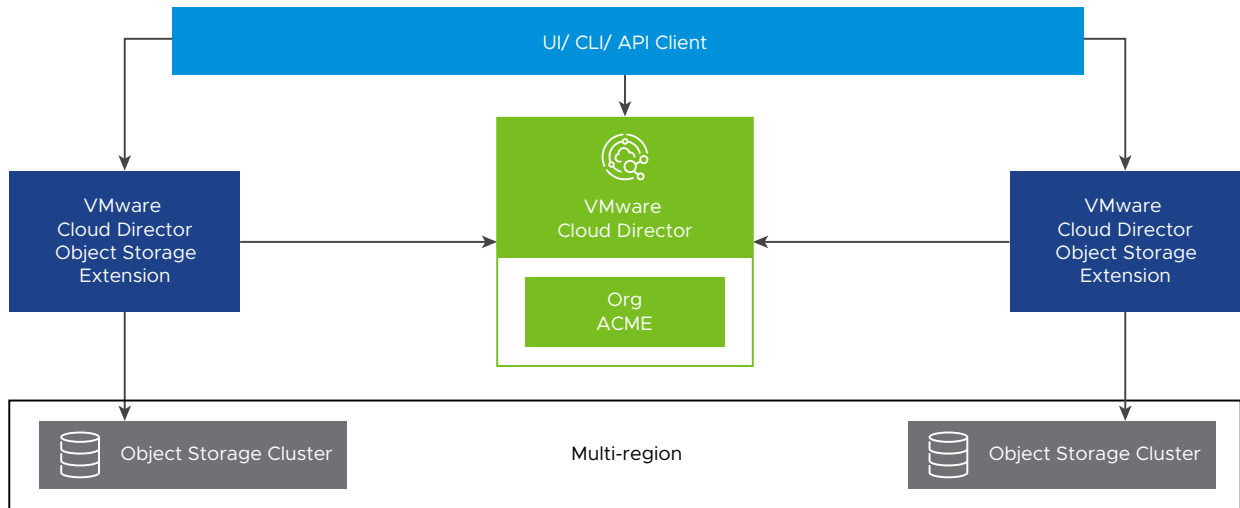 UI/ CLI/ API Client
VMware
Cloud Director
Object Storage
Extension
VMware
Cloud Director
Org
ACME
VMware
Cloud Director
Object Storage
Extension
Object Storage Cluster
Multi-region
Object Storage Cluster